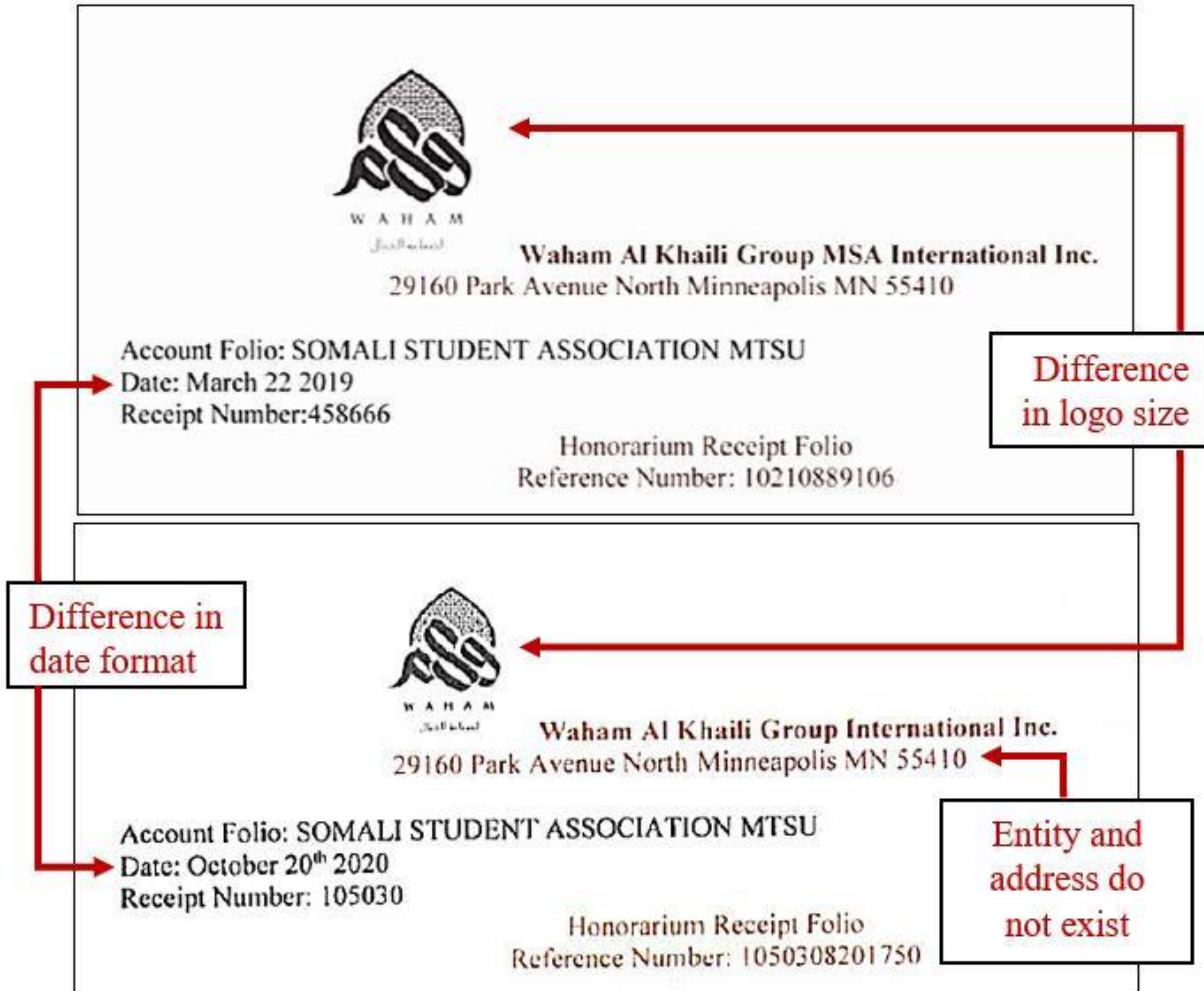 WAHAM
Waham Al Khaili Group MSA International Inc.
29160 Park Avenue North Minneapolis MN 55410
Account Folio: SOMALI STUDENT ASSOCIATION MTSU
Date: March 22 2019
Receipt Number:458666
Honorarium Receipt Folio
Reference Number: 10210889106
Difference
in logo size
Difference in
date format
WAHAM
Waham Al Khaili Group International Inc.
29160 Park Avenue North Minneapolis MN 55410
Account Folio: SOMALI STUDENT ASSOCIATION MTSU
Date: October 20th 2020
Receipt Number: 105030
Honorarium Receipt Folio
Reference Number: 1050308201750
Entity and
address do
not exist